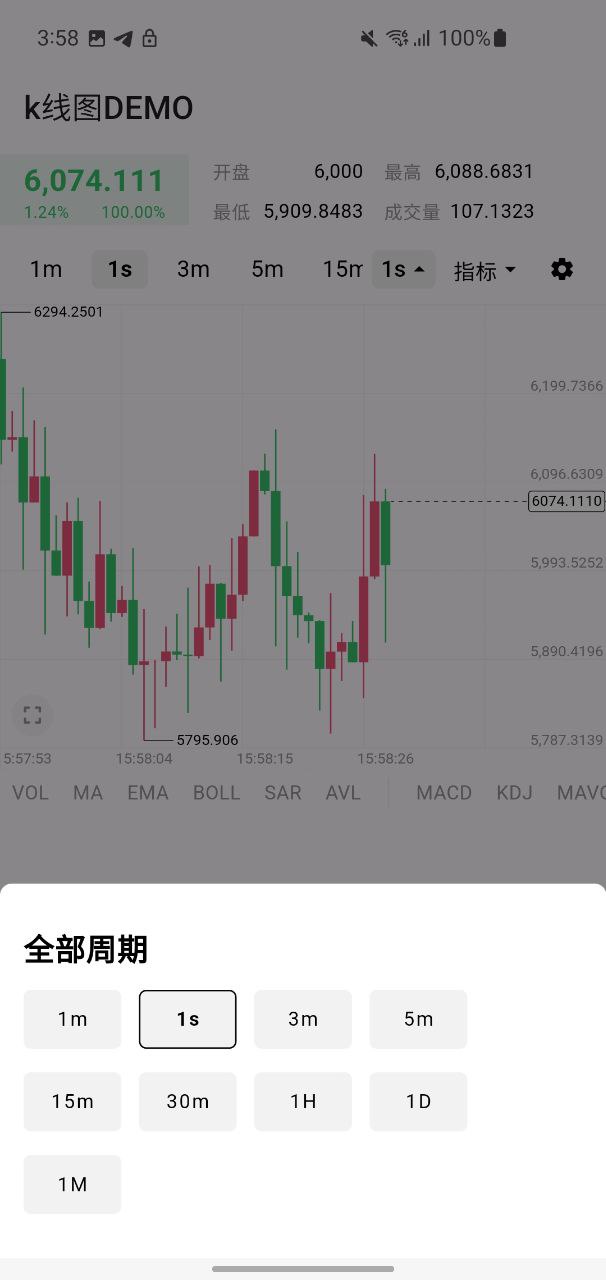 3:58 100%
k线图DEMO
6,074.111 开盘 6,000 最高 6,088.6831
1.24% 100.00% 最低 5,909.8483 成交量 107.1323
1m 1s 3m 5m 15m 1s 指标
6294.2501
6,199.7366
6,096.6309
6074.1110
5,993.5252
5,890.4196
5795.906 5,787.3139
5:57:53 15:58:04 15:58:15 15:58:26
VOL MA EMA BOLL SAR AVL MACD KDJ MAVO
全部周期
1m 1s 3m 5m
15m 30m 1H 1D
1M